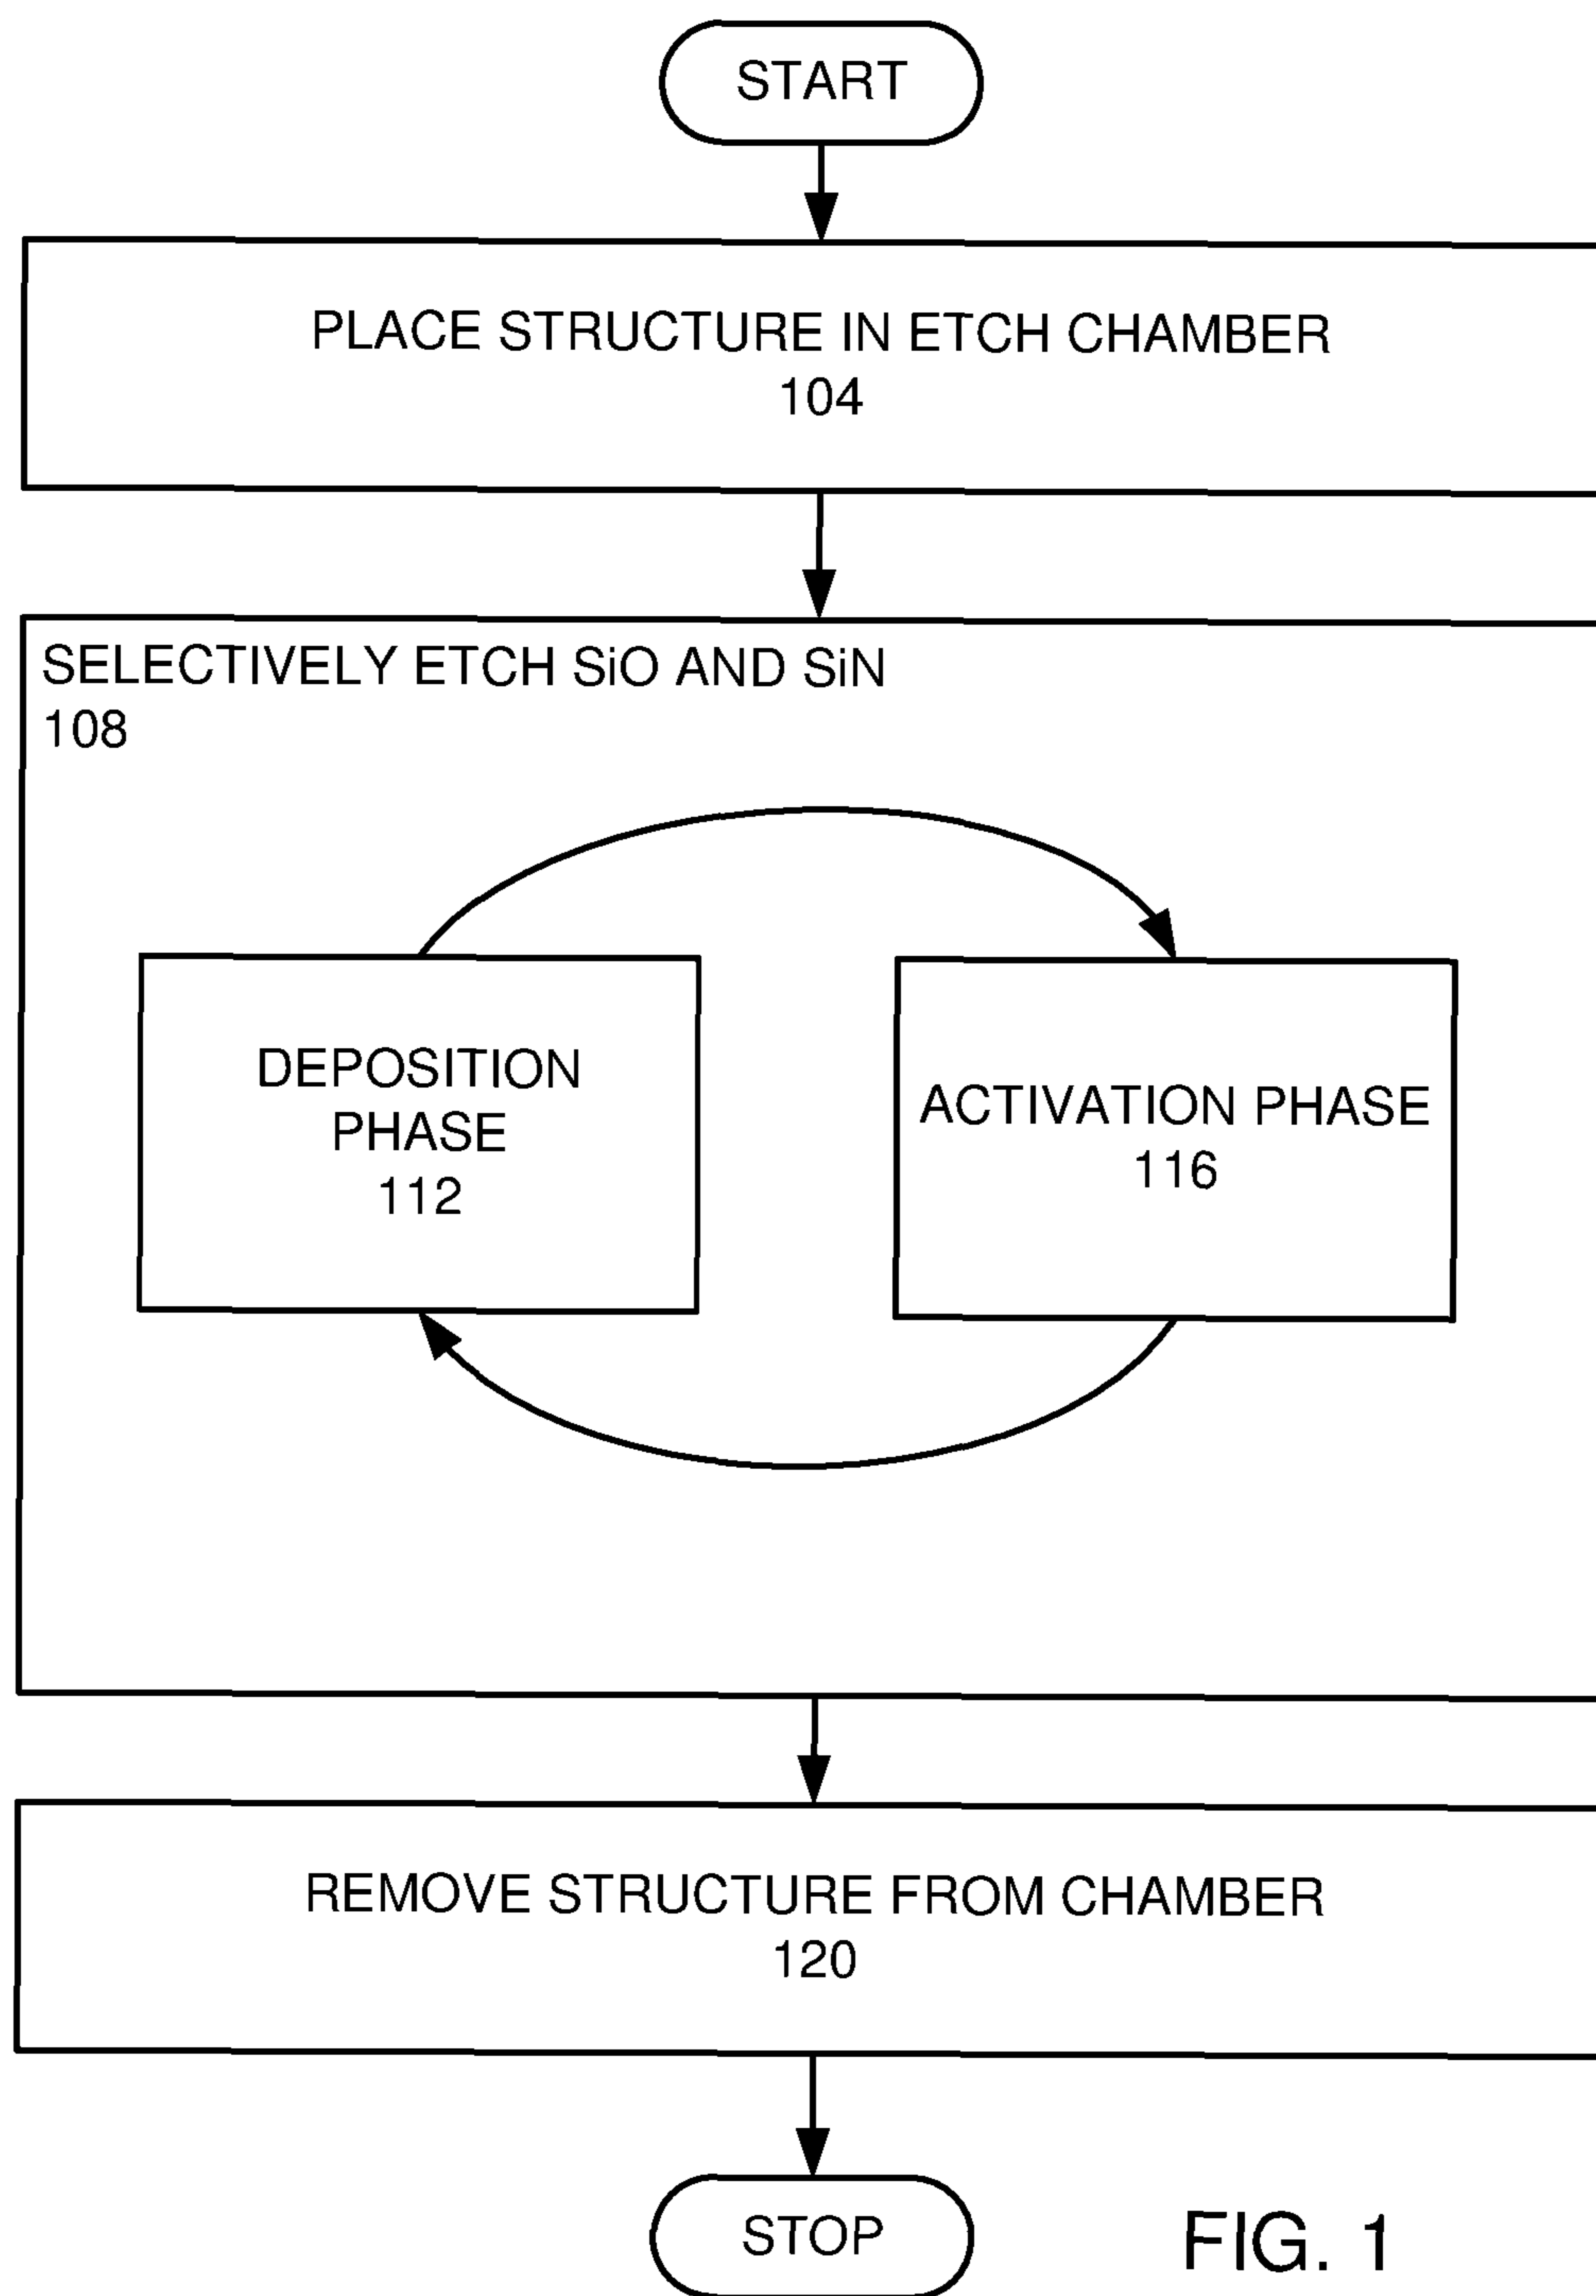 START
PLACE STRUCTURE IN ETCH CHAMBER
104
SELECTIVELY ETCH SiO AND SiN
108
DEPOSITION
PHASE
112
ACTIVATION PHASE
116
REMOVE STRUCTURE FROM CHAMBER
120
STOP
FIG. 1